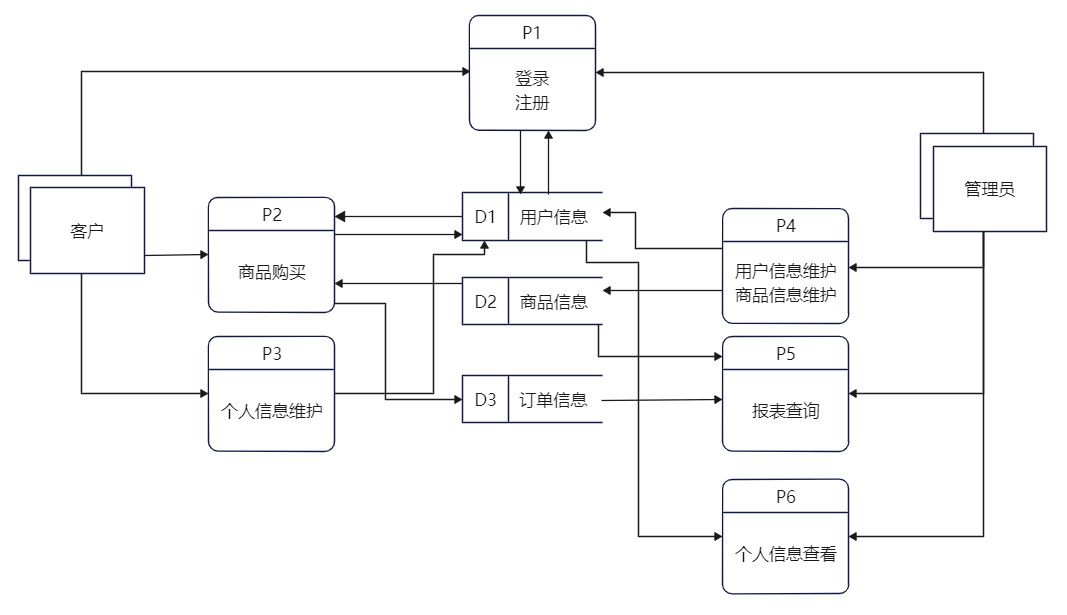 P1
登录
注册
管理员
客户
P2
商品购买
D1
用户信息
P4
用户信息维护
商品信息维护
D2
商品信息
P3
个人信息维护
D3
订单信息
P5
报表查询
P6
个人信息查看